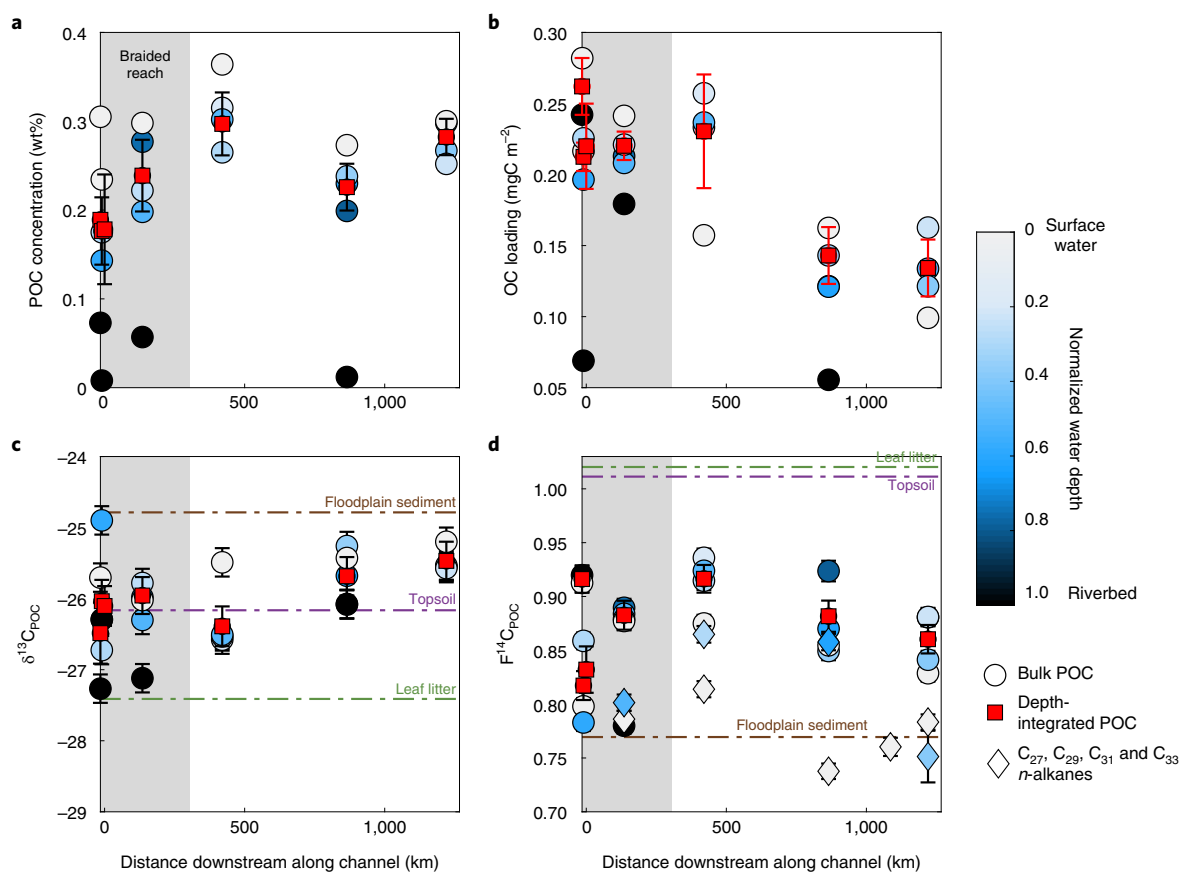 a
0.4
0.3
0.2
0.1
0
POC concentration (wt%)
Braided
reach
0
500
1,000
b
0.30
0.25
0.20
0.15
0.10
0.05
OC loading (mgC m⁻²)
0
500
1,000
0
0.2
0.4
0.6
0.8
1.0
Surface
water
Normalized water depth
Riverbed
c
–24
–25
–26
–27
–28
–29
δ¹³C_POC
Floodplain sediment
Topsoil
Leaf litter
0
500
1,000
Distance downstream along channel (km)
d
1.00
0.95
0.90
0.85
0.80
0.75
0.70
F¹⁴C_POC
Leaf litter
Topsoil
Floodplain sediment
0
500
1,000
Distance downstream along channel (km)
Bulk POC
Depth-
integrated POC
C₂₇, C₂₉, C₃₁ and C₃₃
n-alkanes